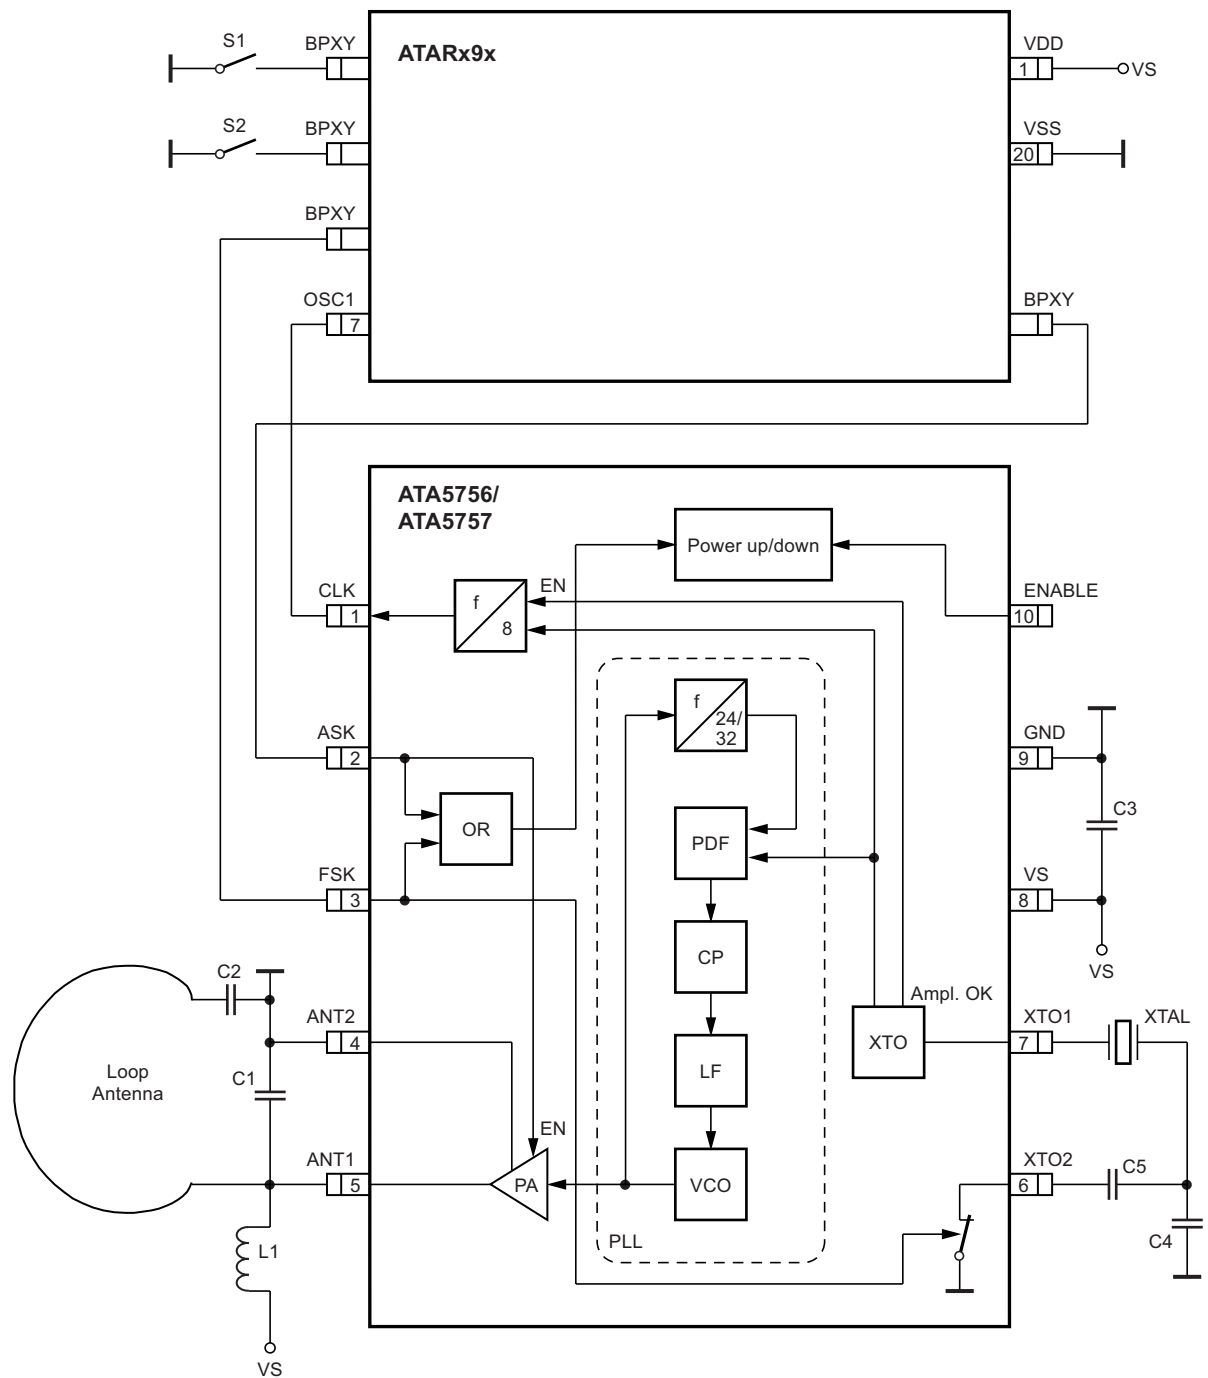 S1
BPXY
ATARx9x
VDD
1
VS
S2
BPXY
VSS
20
BPXY
OSC1
7
BPXY
ATA5756/
ATA5757
Power up/down
CLK
1
f
8
EN
ENABLE
10
f
24/
32
ASK
2
GND
9
OR
PDF
C3
FSK
3
VS
8
CP
VS
C2
Ampl. OK
ANT2
4
XTO
XTO1
7
XTAL
Loop
Antenna
C1
LF
EN
ANT1
5
PA
VCO
XTO2
6
C5
PLL
C4
L1
VS